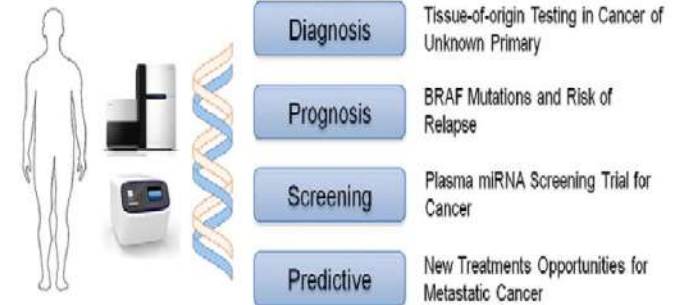 Diagnosis
Tissue-of-origin Testing in Cancer of
Unknown Primary
Prognosis
BRAF Mutations and Risk of
Relapse
Screening
Plasma miRNA Screening Trial for
Cancer
Predictive
New Treatments Opportunities for
Metastatic Cancer